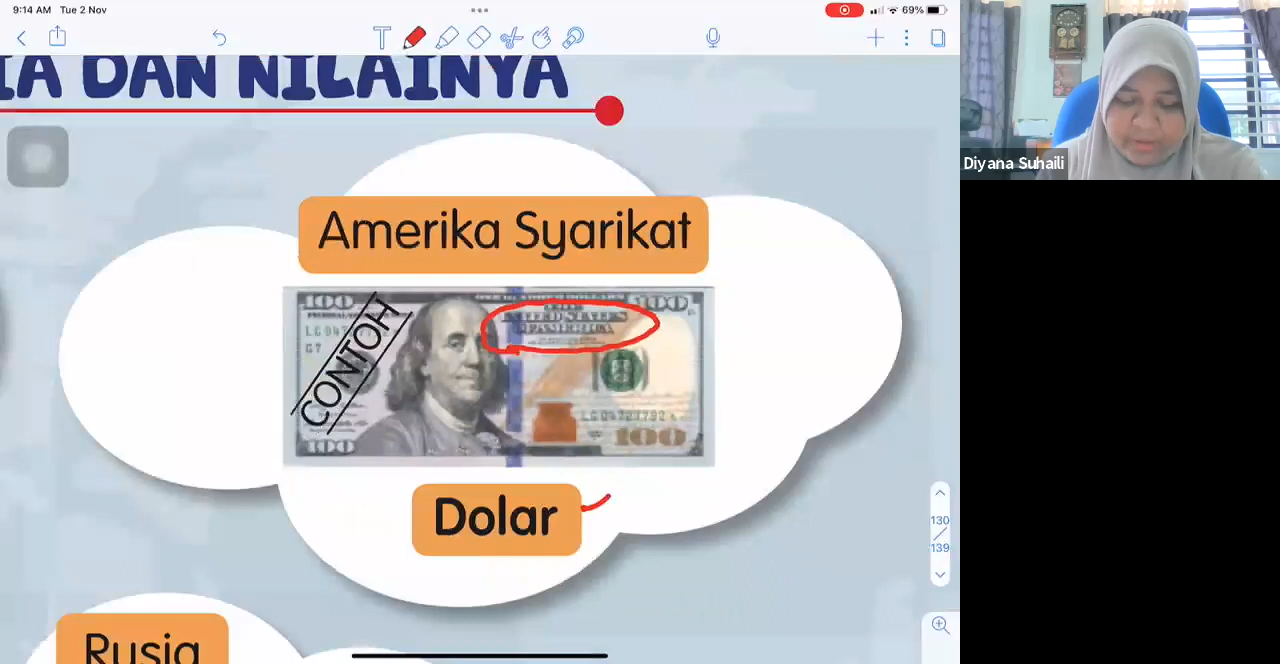 9:14 AM Tue 2 Nov
69%
IA DAN NILAINYA
Diyana Suhaili
Amerika Syarikat
100
100
UNITED STATES
OF AMERICA
CONTOH
100
100
Dolar
130
139
Rusia